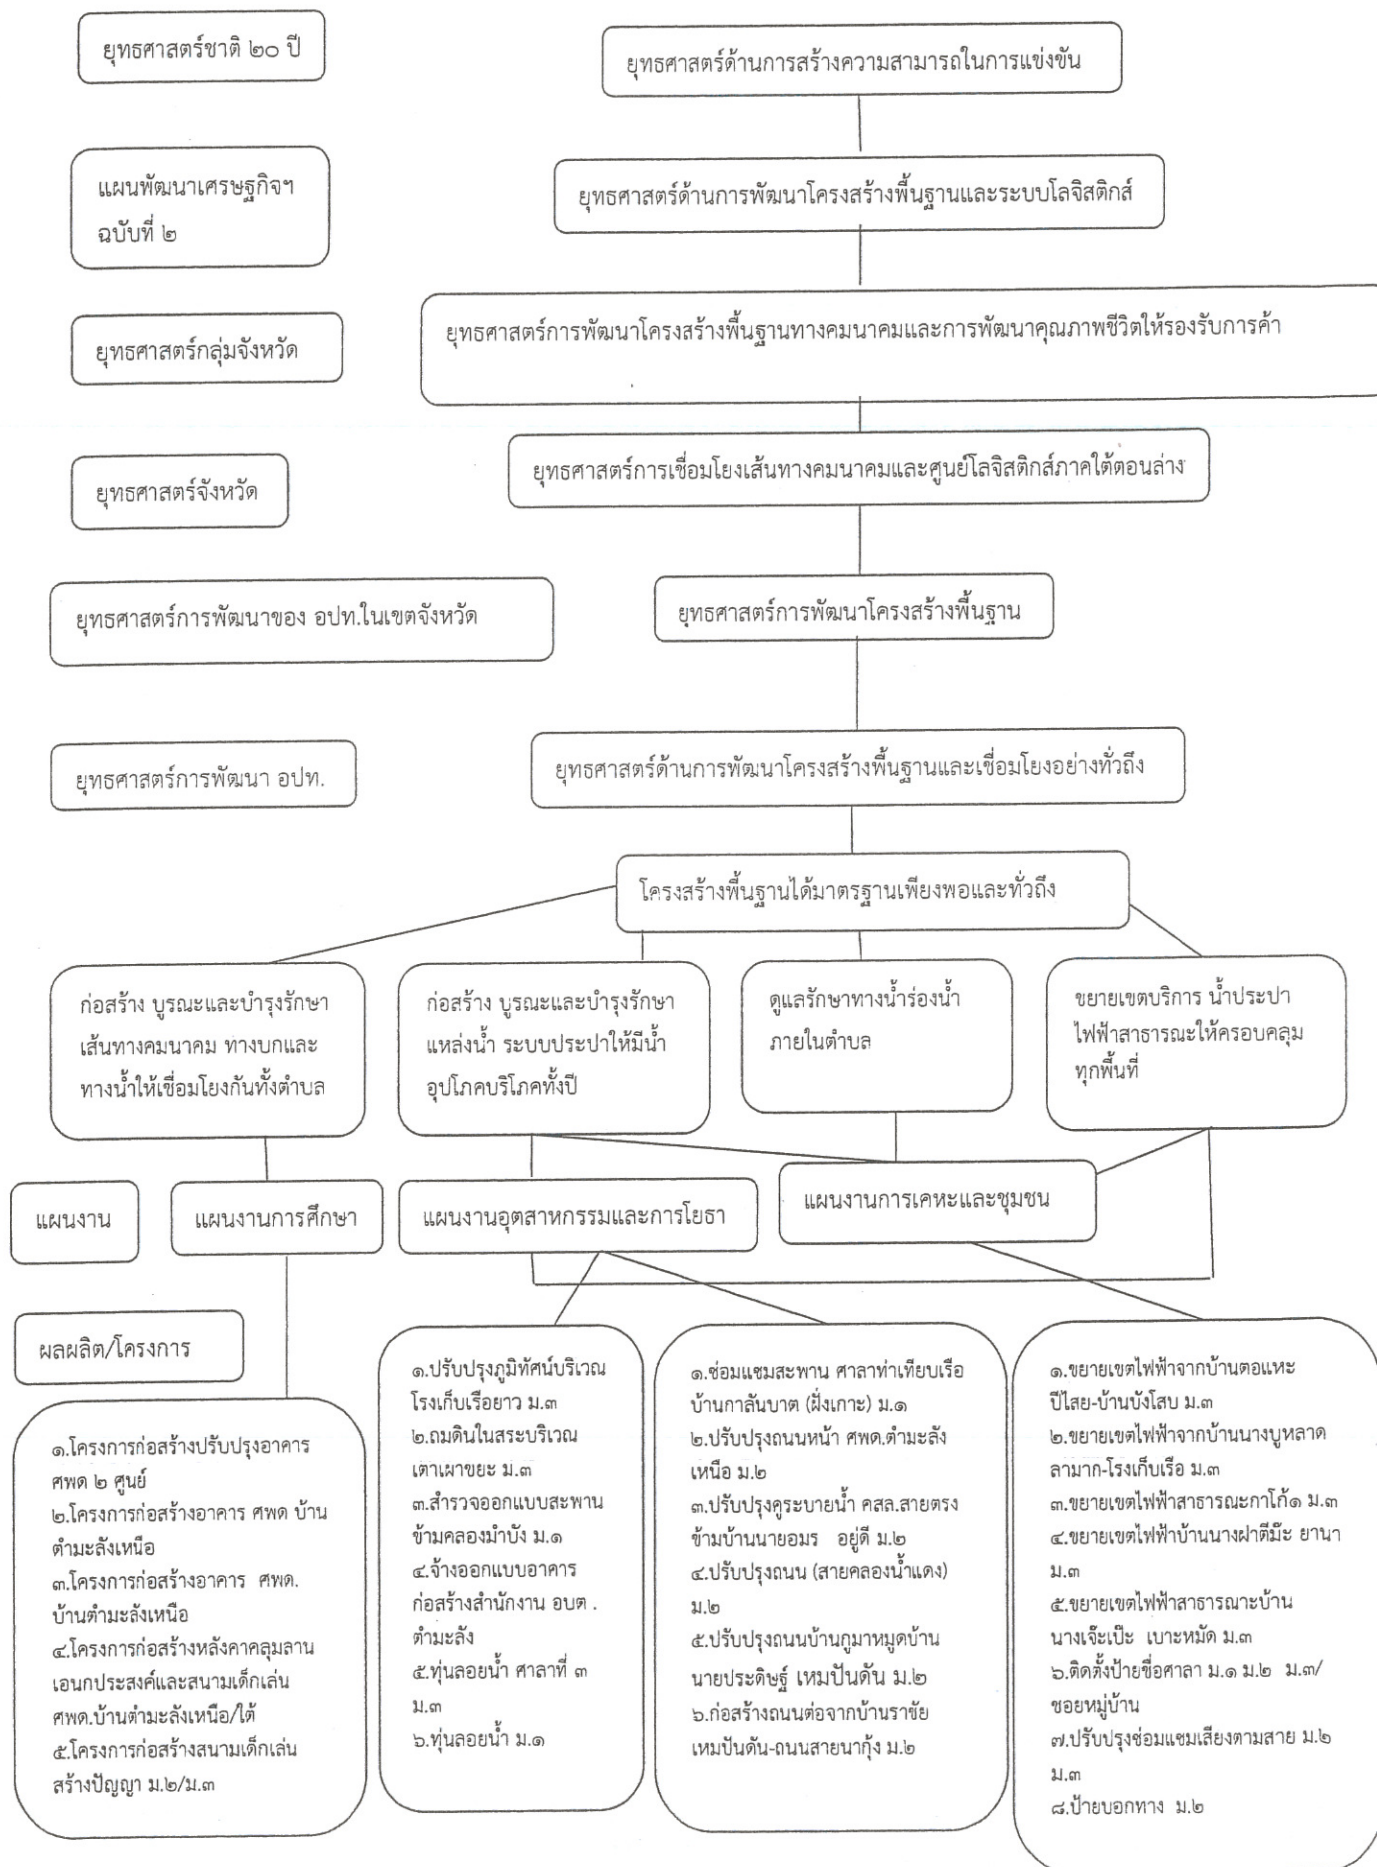 ยุทธศาสตร์ชาติ ๒๐ ปี
ยุทธศาสตร์ด้านการสร้างความสามารถในการแข่งขัน
แผนพัฒนาเศรษฐกิจฯ
ฉบับที่ ๒
ยุทธศาสตร์ด้านการพัฒนาโครงสร้างพื้นฐานและระบบโลจิสติกส์
ยุทธศาสตร์กลุ่มจังหวัด
ยุทธศาสตร์การพัฒนาโครงสร้างพื้นฐานทางคมนาคมและการพัฒนาคุณภาพชีวิตให้รองรับการค้า
ยุทธศาสตร์จังหวัด
ยุทธศาสตร์การเชื่อมโยงเส้นทางคมนาคมและศูนย์โลจิสติกส์ภาคใต้ตอนล่าง
ยุทธศาสตร์การพัฒนาของ อปท.ในเขตจังหวัด
ยุทธศาสตร์การพัฒนาโครงสร้างพื้นฐาน
ยุทธศาสตร์การพัฒนา อปท.
ยุทธศาสตร์ด้านการพัฒนาโครงสร้างพื้นฐานและเชื่อมโยงอย่างทั่วถึง
โครงสร้างพื้นฐานได้มาตรฐานเพียงพอและทั่วถึง
ก่อสร้าง บูรณะและบำรุงรักษา
เส้นทางคมนาคม ทางบกและ
ทางน้ำให้เชื่อมโยงกันทั้งตำบล
ก่อสร้าง บูรณะและบำรุงรักษา
แหล่งน้ำ ระบบประปาให้มีน้ำ
อุปโภคบริโภคทั้งปี
ดูแลรักษาทางน้ำร่องน้ำ
ภายในตำบล
ขยายเขตบริการ น้ำประปา
ไฟฟ้าสาธารณะให้ครอบคลุม
ทุกพื้นที่
แผนงาน
แผนงานการศึกษา
แผนงานอุตสาหกรรมและการโยธา
แผนงานการเคหะและชุมชน
ผลผลิต/โครงการ
๑.โครงการก่อสร้างปรับปรุงอาคาร
ศพด ๒ ศูนย์
๒.โครงการก่อสร้างอาคาร ศพด บ้าน
ตำมะลังเหนือ
๓.โครงการก่อสร้างอาคาร ศพด.
บ้านตำมะลังเหนือ
๔.โครงการก่อสร้างหลังคาคลุมลาน
เอนกประสงค์และสนามเด็กเล่น
ศพด.บ้านตำมะลังเหนือ/ใต้
๕.โครงการก่อสร้างสนามเด็กเล่น
สร้างปัญญา ม.๒/ม.๓
๑.ปรับปรุงภูมิทัศน์บริเวณ
โรงเก็บเรือยาว ม.๓
๒.ถมดินในสระบริเวณ
เตาเผาขยะ ม.๓
๓.สำรวจออกแบบสะพาน
ข้ามคลองมำบัง ม.๑
๔.จ้างออกแบบอาคาร
ก่อสร้างสำนักงาน อบต .
ตำมะลัง
๕.ทุ่นลอยน้ำ ศาลาที่ ๓
ม.๓
๖.ทุ่นลอยน้ำ ม.๑
๑.ซ่อมแซมสะพาน ศาลาท่าเทียบเรือ
บ้านกาลันบาต (ฝั่งเกาะ) ม.๑
๒.ปรับปรุงถนนหน้า ศพด.ตำมะลัง
เหนือ ม.๒
๓.ปรับปรุงคูระบายน้ำ คสล.สายตรง
ข้ามบ้านนายอมร อยู่ดี ม.๒
๔.ปรับปรุงถนน (สายคลองน้ำแดง)
ม.๒
๕.ปรับปรุงถนนบ้านกูมาหมูดบ้าน
นายประดิษฐ์ เหมปันดัน ม.๒
๖.ก่อสร้างถนนต่อจากบ้านราชัย
เหมปันดัน-ถนนสายนากุ้ง ม.๒
๑.ขยายเขตไฟฟ้าจากบ้านตอแหะ
ปีไสย-บ้านบังโสบ ม.๓
๒.ขยายเขตไฟฟ้าจากบ้านนางบูหลาด
ลามาก-โรงเก็บเรือ ม.๓
๓.ขยายเขตไฟฟ้าสาธารณะกาโก้๑ ม.๓
๔.ขยายเขตไฟฟ้าบ้านนางฝาตีม๊ะ ยานา
ม.๓
๕.ขยายเขตไฟฟ้าสาธารณาะบ้าน
นางเจ๊ะเป๊ะ เบาะหมัด ม.๓
๖.ติดตั้งป้ายชื่อศาลา ม.๑ ม.๒ ม.๓/
ซอยหมู่บ้าน
๗.ปรับปรุงซ่อมแซมเสียงตามสาย ม.๒
ม.๓
๘.ป้ายบอกทาง ม.๒